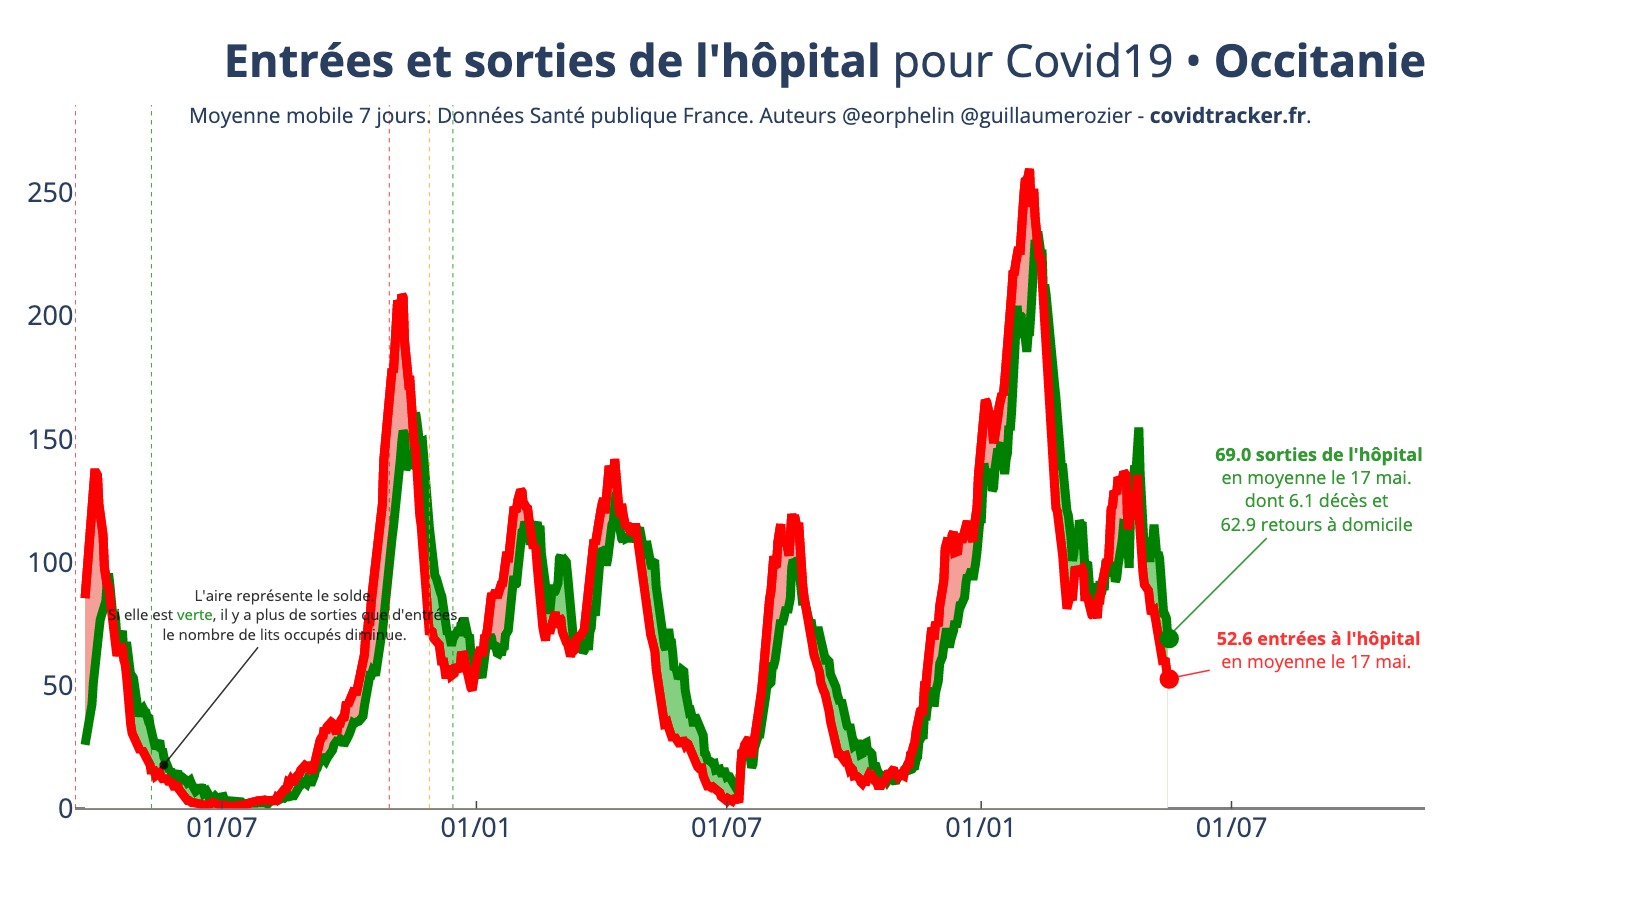 Entrées et sorties de l'hôpital pour Covid19 • Occitanie
Moyenne mobile 7 jours. Données Santé publique France. Auteurs @eorphelin @guillaumerozier - covidtracker.fr.
250
200
150
100
50
0
L'aire représente le solde.
Si elle est verte, il y a plus de sorties que d'entrées,
le nombre de lits occupés diminue.
69.0 sorties de l'hôpital
en moyenne le 17 mai.
dont 6.1 décès et
62.9 retours à domicile
52.6 entrées à l'hôpital
en moyenne le 17 mai.
01/07
01/01
01/07
01/01
01/07